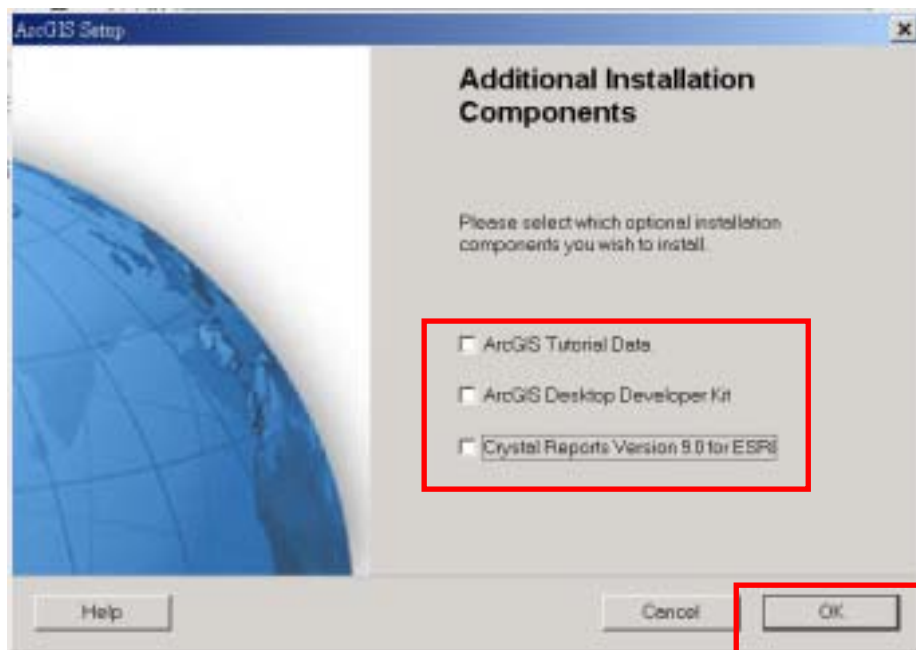 ArcGIS Setup
Additional Installation
Components
Please select which optional installation
components you wish to install.
ArcGIS Tutorial Data
ArcGIS Desktop Developer Kit
Crystal Reports Version 9.0 for ESRI
Help
Cancel
OK